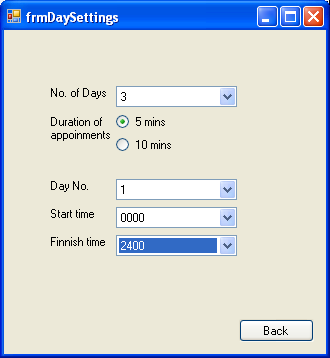 frmDaySettings
No. of Days 3
Duration of
appoinments
5 mins
10 mins
Day No. 1
Start time 0000
Finnish time 2400
Back